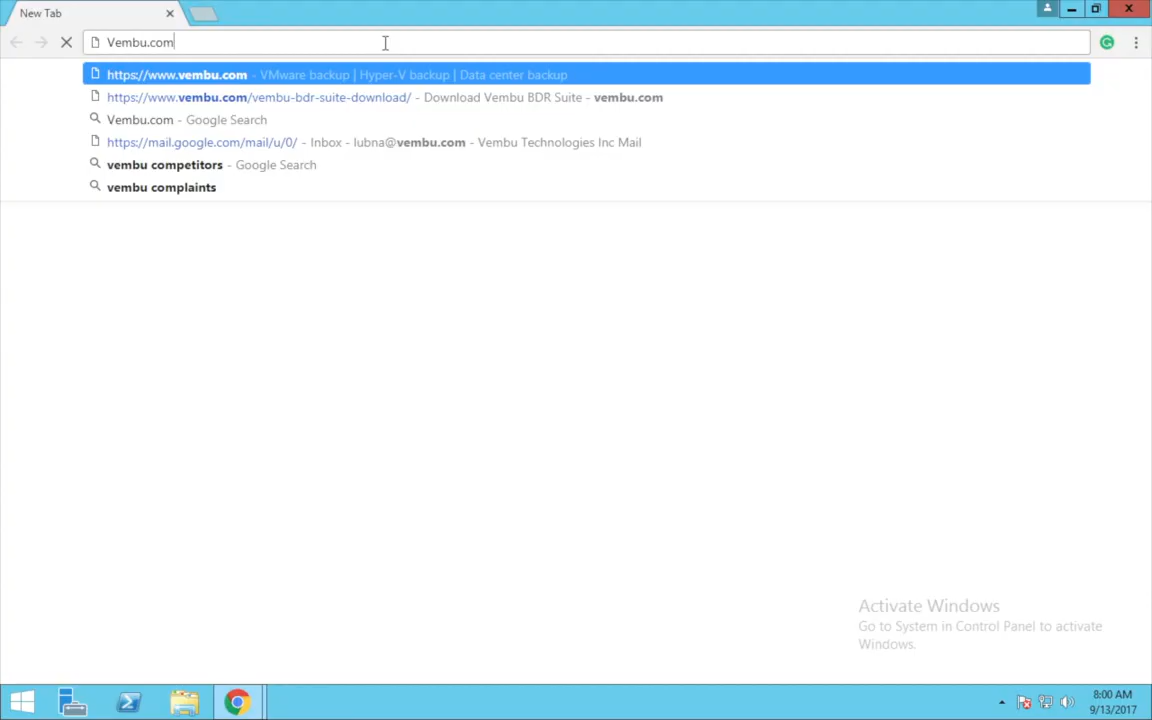 New Tab
Vembu.com
https://www.vembu.com - VMware backup | Hyper-V backup | Data center backup
https://www.vembu.com/vembu-bdr-suite-download/ - Download Vembu BDR Suite - vembu.com
Vembu.com - Google Search
https://mail.google.com/mail/u/0/ - Inbox - lubna@vembu.com - Vembu Technologies Inc Mail
vembu competitors - Google Search
vembu complaints
Activate Windows
Go to System in Control Panel to activate
Windows.
8:00 AM
9/13/2017